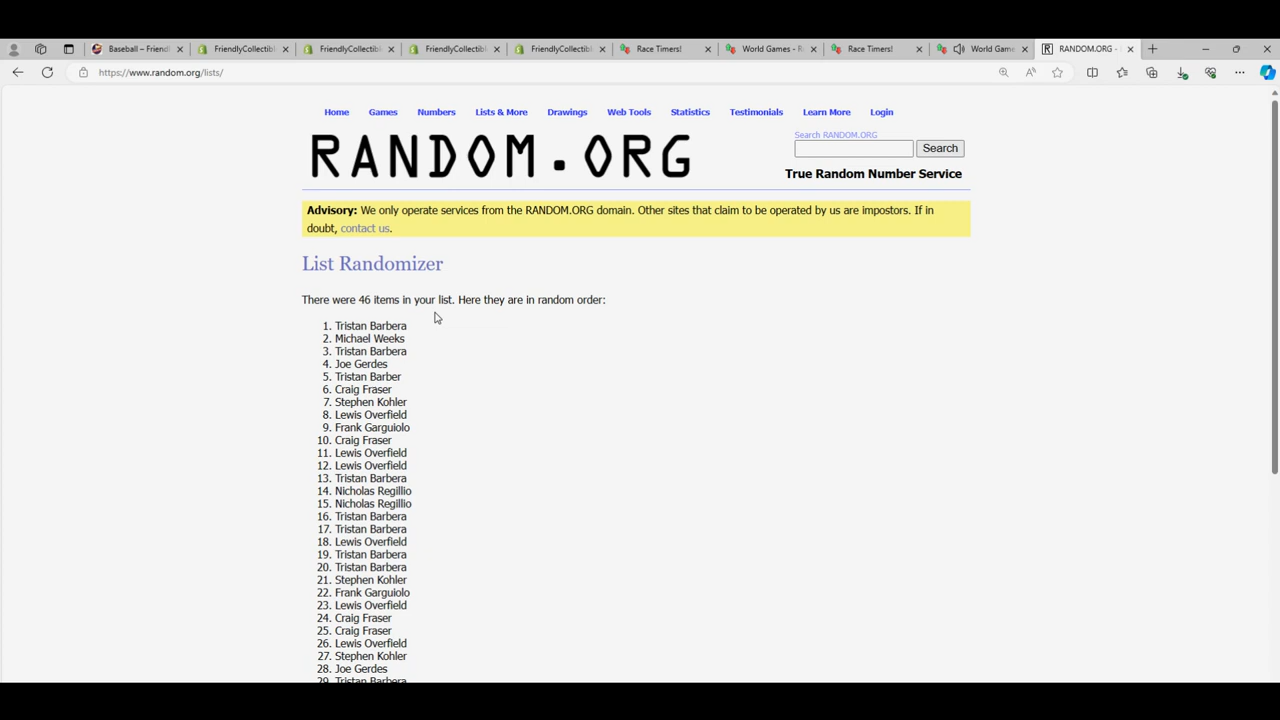 Baseball – Friendl
FriendlyCollectibl
FriendlyCollectibl
FriendlyCollectibl
FriendlyCollectibl
Race Timers!
World Games - R
Race Timers!
World Game
RANDOM.ORG -
https://www.random.org/lists/
Home Games Numbers Lists & More Drawings Web Tools Statistics Testimonials Learn More Login
RANDOM.ORG
Search RANDOM.ORG
Search
True Random Number Service
Advisory: We only operate services from the RANDOM.ORG domain. Other sites that claim to be operated by us are impostors. If in
doubt, contact us.
List Randomizer
There were 46 items in your list. Here they are in random order:
1. Tristan Barbera
2. Michael Weeks
3. Tristan Barbera
4. Joe Gerdes
5. Tristan Barber
6. Craig Fraser
7. Stephen Kohler
8. Lewis Overfield
9. Frank Garguiolo
10. Craig Fraser
11. Lewis Overfield
12. Lewis Overfield
13. Tristan Barbera
14. Nicholas Regillio
15. Nicholas Regillio
16. Tristan Barbera
17. Tristan Barbera
18. Lewis Overfield
19. Tristan Barbera
20. Tristan Barbera
21. Stephen Kohler
22. Frank Garguiolo
23. Lewis Overfield
24. Craig Fraser
25. Craig Fraser
26. Lewis Overfield
27. Stephen Kohler
28. Joe Gerdes
29. Tristan Barbera